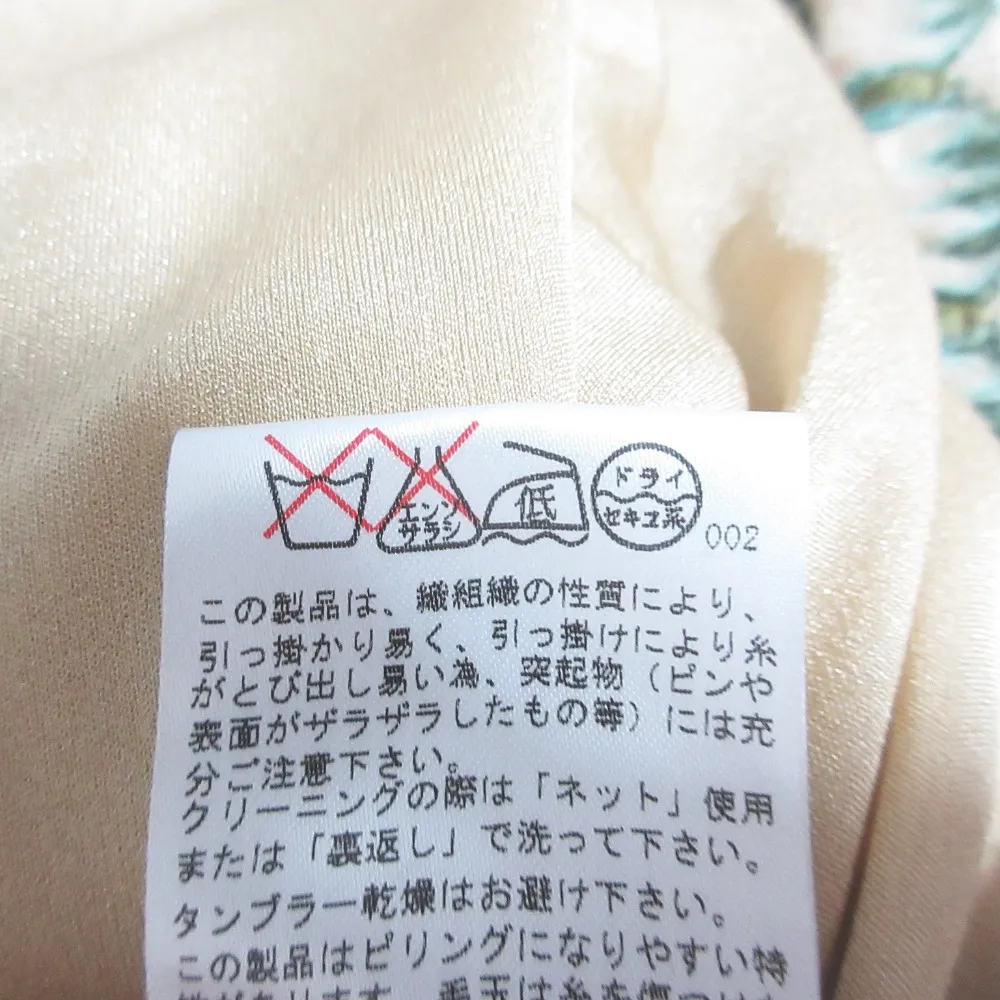 エンソ
サラシ
低
ドライ
セキユ系
002
この製品は、繊組織の性質により、
引っ掛かり易く、引っ掛けにより糸
がとび出し易い為、突起物（ピンや
表面がザラザラしたもの等）には充
分ご注意下さい。
クリーニングの際は「ネット」使用
または「裏返し」で洗って下さい。
タンブラー乾燥はお避け下さい。
この製品はピリングになりやすい特